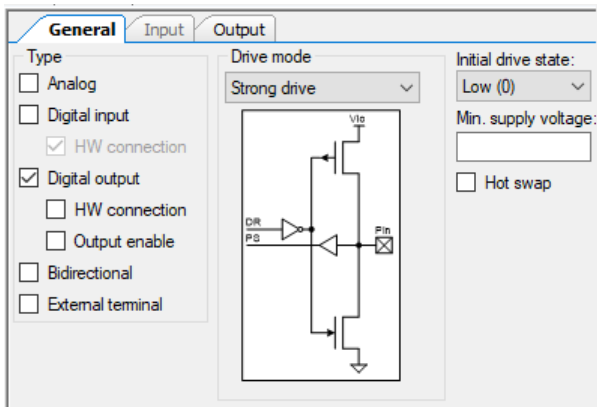 General Input Output
Type
Analog
Digital input
HW connection
Digital output
HW connection
Output enable
Bidirectional
External terminal
Drive mode
Strong drive
Vio
DR
PS
Pin
Initial drive state:
Low (0)
Min. supply voltage:
Hot swap